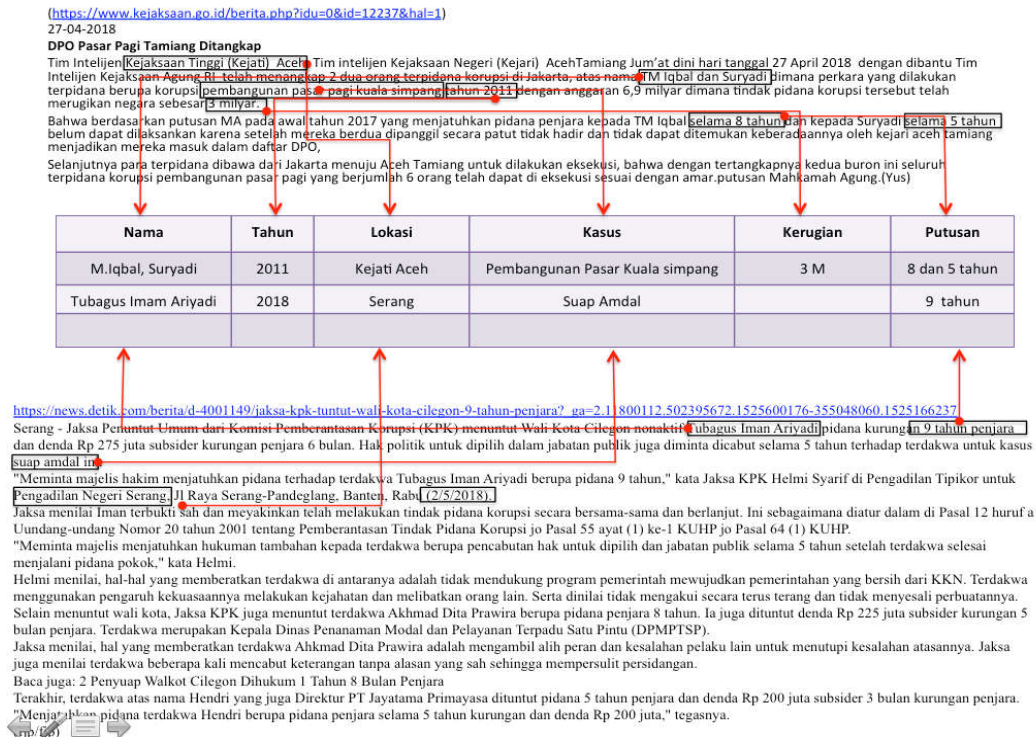 (https://www.kejaksaan.go.id/berita.php?idu=0&id=12237&hal=1)
27-04-2018
DPO Pasar Pagi Tamiang Ditangkap
Tim Intelijen Kejaksaan Tinggi (Kejati) Aceh, Tim intelijen Kejaksaan Negeri (Kejari) AcehTamiang Jum'at dini hari tanggal 27 April 2018 dengan dibantu Tim
Intelijen Kejaksaan Agung RI telah menangkap 2 dua orang terpidana korupsi di Jakarta, atas nama TM Iqbal dan Suryadi dimana perkara yang dilakukan
terpidana berupa korupsi pembangunan pasar pagi kuala simpang tahun 2011 dengan anggaran 6,9 milyar dimana tindak pidana korupsi tersebut telah
merugikan negara sebesar 3 milyar.
Bahwa berdasarkan putusan MA pada awal tahun 2017 yang menjatuhkan pidana penjara kepada TM Iqbal selama 8 tahun dan kepada Suryadi selama 5 tahun
belum dapat dilaksankan karena setelah mereka berdua dipanggil secara patut tidak hadir dan tidak dapat ditemukan keberadaannya oleh kejari aceh tamiang
menjadikan mereka masuk dalam daftar DPO,
Selanjutnya para terpidana dibawa dari Jakarta menuju Aceh Tamiang untuk dilakukan eksekusi, bahwa dengan tertangkapnya kedua buron ini seluruh
terpidana korupsi pembangunan pasar pagi yang berjumlah 6 orang telah dapat di eksekusi sesuai dengan amar.putusan Mahkamah Agung.(Yus)
Nama Tahun Lokasi Kasus Kerugian Putusan
M.Iqbal, Suryadi 2011 Kejati Aceh Pembangunan Pasar Kuala simpang 3 M 8 dan 5 tahun
Tubagus Imam Ariyadi 2018 Serang Suap Amdal 9 tahun
https://news.detik.com/berita/d-4001149/jaksa-kpk-tuntut-wali-kota-cilegon-9-tahun-penjara?_ga=2.11800112.502395672.1525600176-355048060.1525166237
Serang - Jaksa Penuntut Umum dari Komisi Pemberantasan Korupsi (KPK) menuntut Wali Kota Cilegon nonaktif Tubagus Iman Ariyadi pidana kurungan 9 tahun penjara
dan denda Rp 275 juta subsider kurungan penjara 6 bulan. Hak politik untuk dipilih dalam jabatan publik juga diminta dicabut selama 5 tahun terhadap terdakwa untuk kasus
suap amdal ini.
"Meminta majelis hakim menjatuhkan pidana terhadap terdakwa Tubagus Iman Ariyadi berupa pidana 9 tahun," kata Jaksa KPK Helmi Syarif di Pengadilan Tipikor untuk
Pengadilan Negeri Serang, Jl Raya Serang-Pandeglang, Banten, Rabu (2/5/2018).
Jaksa menilai Iman terbukti sah dan meyakinkan telah melakukan tindak pidana korupsi secara bersama-sama dan berlanjut. Ini sebagaimana diatur dalam di Pasal 12 huruf a
Uundang-undang Nomor 20 tahun 2001 tentang Pemberantasan Tindak Pidana Korupsi jo Pasal 55 ayat (1) ke-1 KUHP jo Pasal 64 (1) KUHP.
"Meminta majelis menjatuhkan hukuman tambahan kepada terdakwa berupa pencabutan hak untuk dipilih dan jabatan publik selama 5 tahun setelah terdakwa selesai
menjalani pidana pokok," kata Helmi.
Helmi menilai, hal-hal yang memberatkan terdakwa di antaranya adalah tidak mendukung program pemerintah mewujudkan pemerintahan yang bersih dari KKN. Terdakwa
menggunakan pengaruh kekuasaannya melakukan kejahatan dan melibatkan orang lain. Serta dinilai tidak mengakui secara terus terang dan tidak menyesali perbuatannya.
Selain menuntut wali kota, Jaksa KPK juga menuntut terdakwa Akhmad Dita Prawira berupa pidana penjara 8 tahun. Ia juga dituntut denda Rp 225 juta subsider kurungan 5
bulan penjara. Terdakwa merupakan Kepala Dinas Penanaman Modal dan Pelayanan Terpadu Satu Pintu (DPMPTSP).
Jaksa menilai, hal yang memberatkan terdakwa Ahkmad Dita Prawira adalah mengambil alih peran dan kesalahan pelaku lain untuk menutupi kesalahan atasannya. Jaksa
juga menilai terdakwa beberapa kali mencabut keterangan tanpa alasan yang sah sehingga mempersulit persidangan.
Baca juga: 2 Penyuap Walkot Cilegon Dihukum 1 Tahun 8 Bulan Penjara
Terakhir, terdakwa atas nama Hendri yang juga Direktur PT Jayatama Primayasa dituntut pidana 5 tahun penjara dan denda Rp 200 juta subsider 3 bulan kurungan penjara.
"Menjatuhkan pidana terdakwa Hendri berupa pidana penjara selama 5 tahun kurungan dan denda Rp 200 juta," tegasnya.